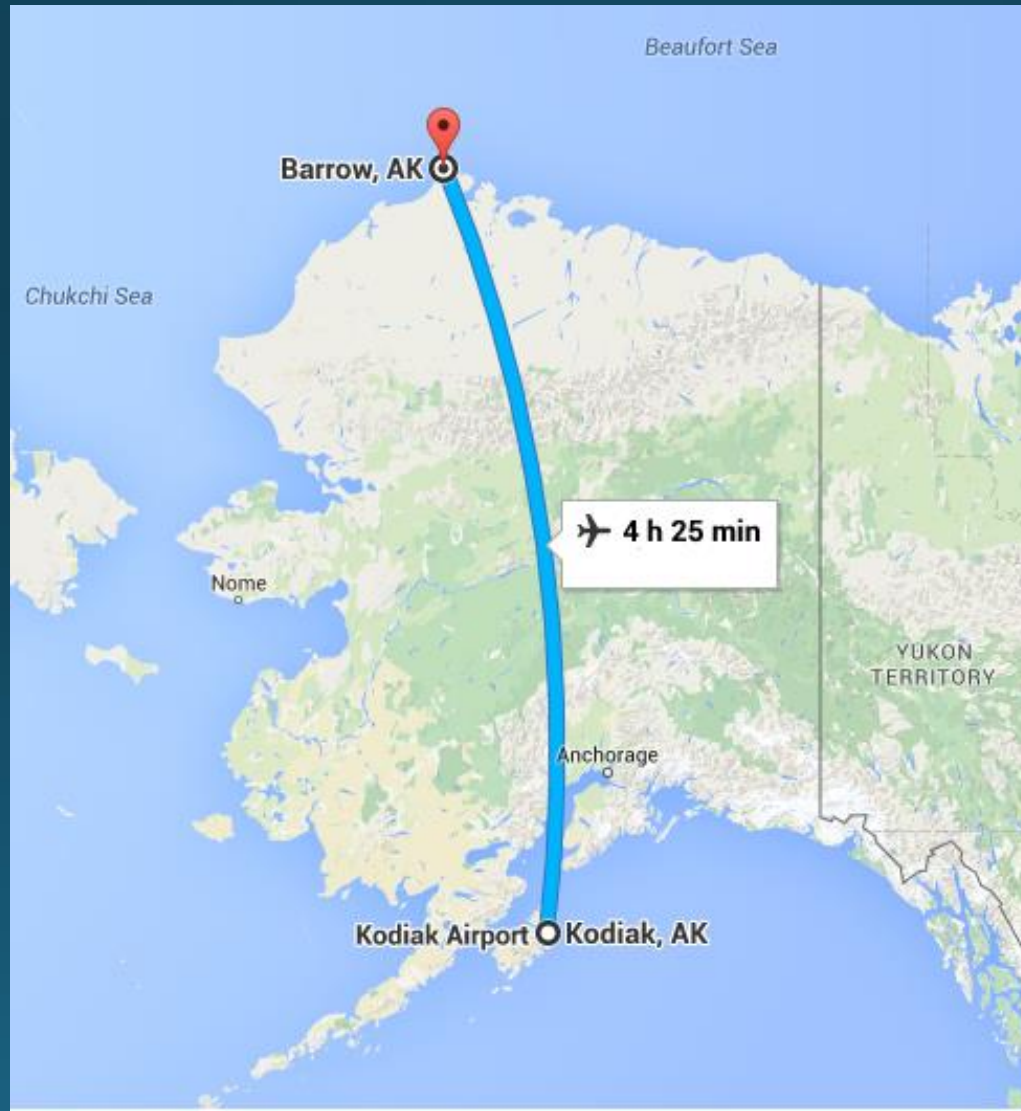 Beaufort Sea
Barrow, AK
Chukchi Sea
4 h 25 min
Nome
YUKON
TERRITORY
Anchorage
Kodiak Airport
Kodiak, AK